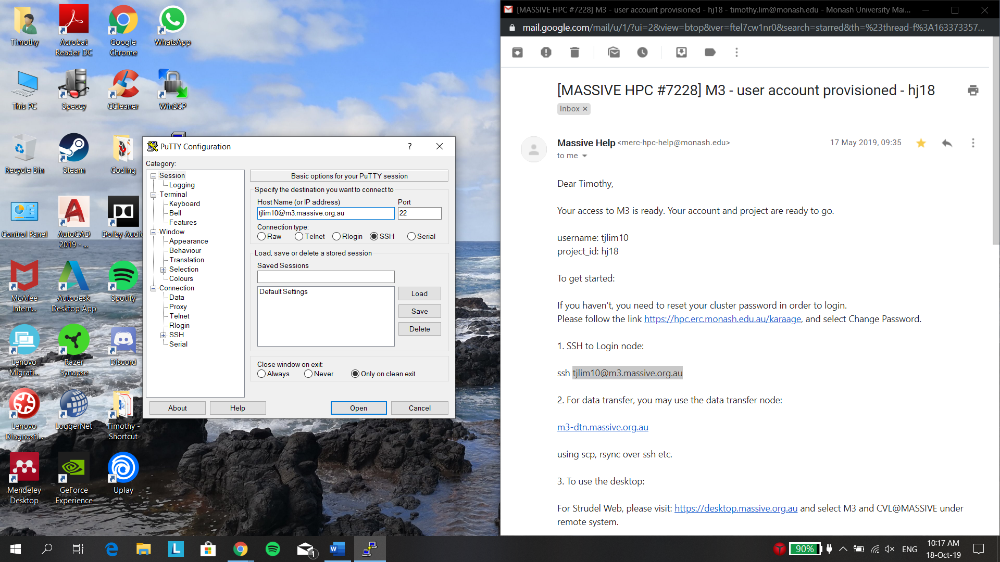 Timothy
Acrobat
Reader DC
Google
Chrome
WhatsApp
This PC
Speccy
CCleaner
WinSCP
Recycle Bin
Steam
Coding
Control Panel
AutoCAD
2019 - ...
Dolby Audio
McAfee
Intern...
Autodesk
Desktop App
Spotify
Lenovo
Migrati...
Razer
Synapse
Discord
Lenovo
Diagnosti...
LoggerNet
Timothy -
Shortcut
Mendeley
Desktop
GeForce
Experience
Uplay
PuTTY Configuration
?
Category:
Session
Logging
Terminal
Keyboard
Bell
Features
Window
Appearance
Behaviour
Translation
Selection
Colours
Connection
Data
Proxy
Telnet
Rlogin
SSH
Serial
Basic options for your PuTTY session
Specify the destination you want to connect to
Host Name (or IP address) Port
tjlim10@m3.massive.org.au 22
Connection type:
Raw Telnet Rlogin SSH Serial
Load, save or delete a stored session
Saved Sessions
Default Settings
Load
Save
Delete
Close window on exit:
Always Never Only on clean exit
About Help Open Cancel
[MASSIVE HPC #7228] M3 - user account provisioned - hj18 - timothy.lim@monash.edu - Monash University Mai...
mail.google.com/mail/u/1/?ui=2&view=btop&ver=ftel7cw1nr0&search=starred&th=%23thread-f%3A163373357...
[MASSIVE HPC #7228] M3 - user account provisioned - hj18
Inbox ×
Massive Help <merc-hpc-help@monash.edu> 17 May 2019, 09:35
to me
Dear Timothy,
Your access to M3 is ready. Your account and project are ready to go.
username: tjlim10
project_id: hj18
To get started:
If you haven't, you need to reset your cluster password in order to login.
Please follow the link https://hpc.erc.monash.edu.au/karaage, and select Change Password.
1. SSH to Login node:
ssh tjlim10@m3.massive.org.au
2. For data transfer, you may use the data transfer node:
m3-dtn.massive.org.au
using scp, rsync over ssh etc.
3. To use the desktop:
For Strudel Web, please visit: https://desktop.massive.org.au and select M3 and CVL@MASSIVE under
remote system.
L
1
90%
ENG
10:17 AM
18-Oct-19